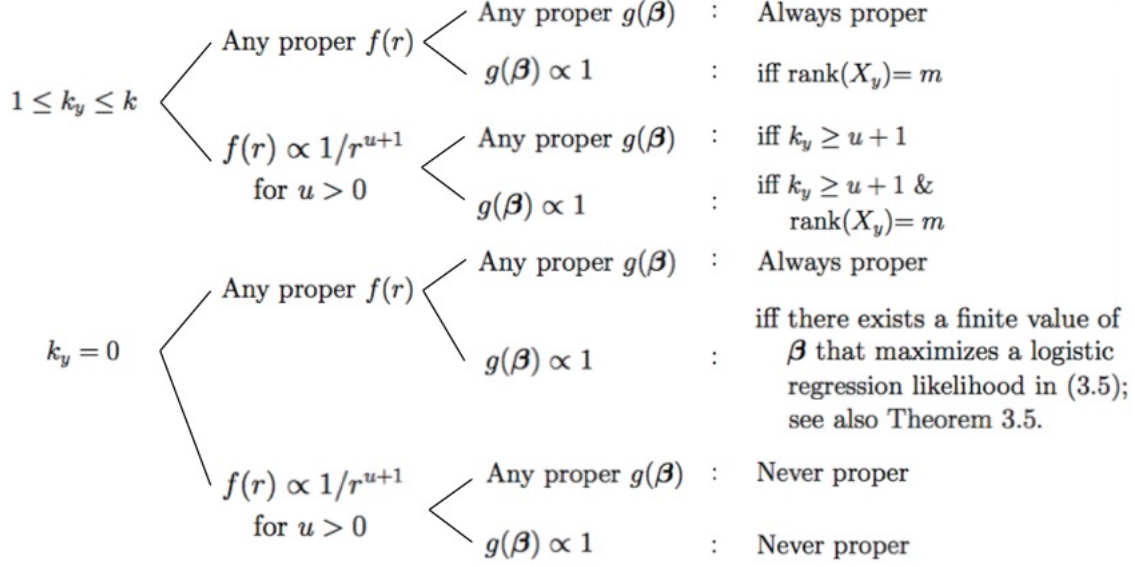 Any proper g(β) : Always proper
Any proper f(r)
g(β) ∝ 1 : iff rank(X_y)= m
1 ≤ k_y ≤ k
f(r) ∝ 1/r^{u+1}
for u > 0
Any proper g(β) : iff k_y ≥ u + 1
g(β) ∝ 1 : iff k_y ≥ u + 1 &
rank(X_y)= m
Any proper g(β) : Always proper
Any proper f(r)
k_y = 0
g(β) ∝ 1 : iff there exists a finite value of
β that maximizes a logistic
regression likelihood in (3.5);
see also Theorem 3.5.
f(r) ∝ 1/r^{u+1}
for u > 0
Any proper g(β) : Never proper
g(β) ∝ 1 : Never proper